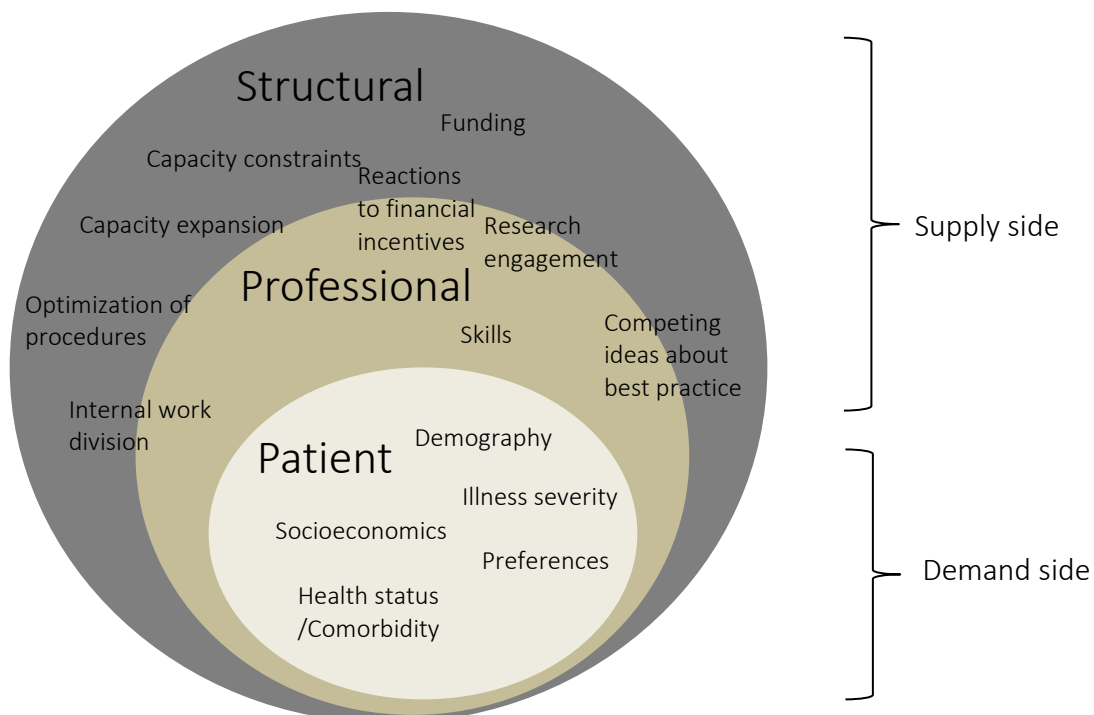 Structural
Funding
Capacity constraints
Reactions
to financial
incentives
Capacity expansion
Research
engagement
Supply side
Professional
Optimization of
procedures
Skills
Competing
ideas about
best practice
Internal work
division
Patient
Demography
Illness severity
Socioeconomics
Preferences
Demand side
Health status
/Comorbidity